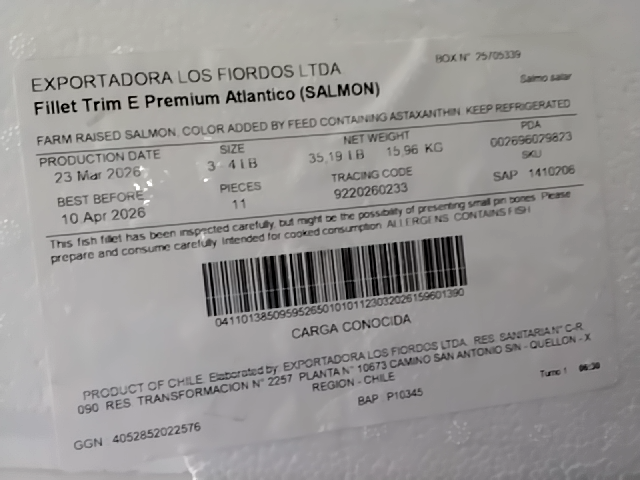 BOX N° 25705339
EXPORTADORA LOS FIORDOS LTDA
Salmo salar
Fillet Trim E Premium Atlantico (SALMON)
FARM RAISED SALMON, COLOR ADDED BY FEED CONTAINING ASTAXANTHIN. KEEP REFRIGERATED
PRODUCTION DATE SIZE NET WEIGHT PDA
23 Mar 2026 3 - 4 LB 35,19 LB 15,96 KG 002696029823
BEST BEFORE PIECES TRACING CODE SKU
10 Apr 2026 11 9220260233 SAP 1410206
This fish fillet has been inspected carefully, but might be the possibility of presenting small pin bones. Please
prepare and consume carefully. Intended for cooked consumption. ALLERGENS: CONTAINS FISH
CARGA CONOCIDA
PRODUCT OF CHILE. Elaborated by: EXPORTADORA LOS FIORDOS LTDA. RES. SANITARIA N° C-R
090 RES. TRANSFORMACION N° 2257 PLANTA N° 10673 CAMINO SAN ANTONIO S/N - QUELLON - X
REGION - CHILE
Turno 1 06:30
BAP P10345
GGN 4052852022576